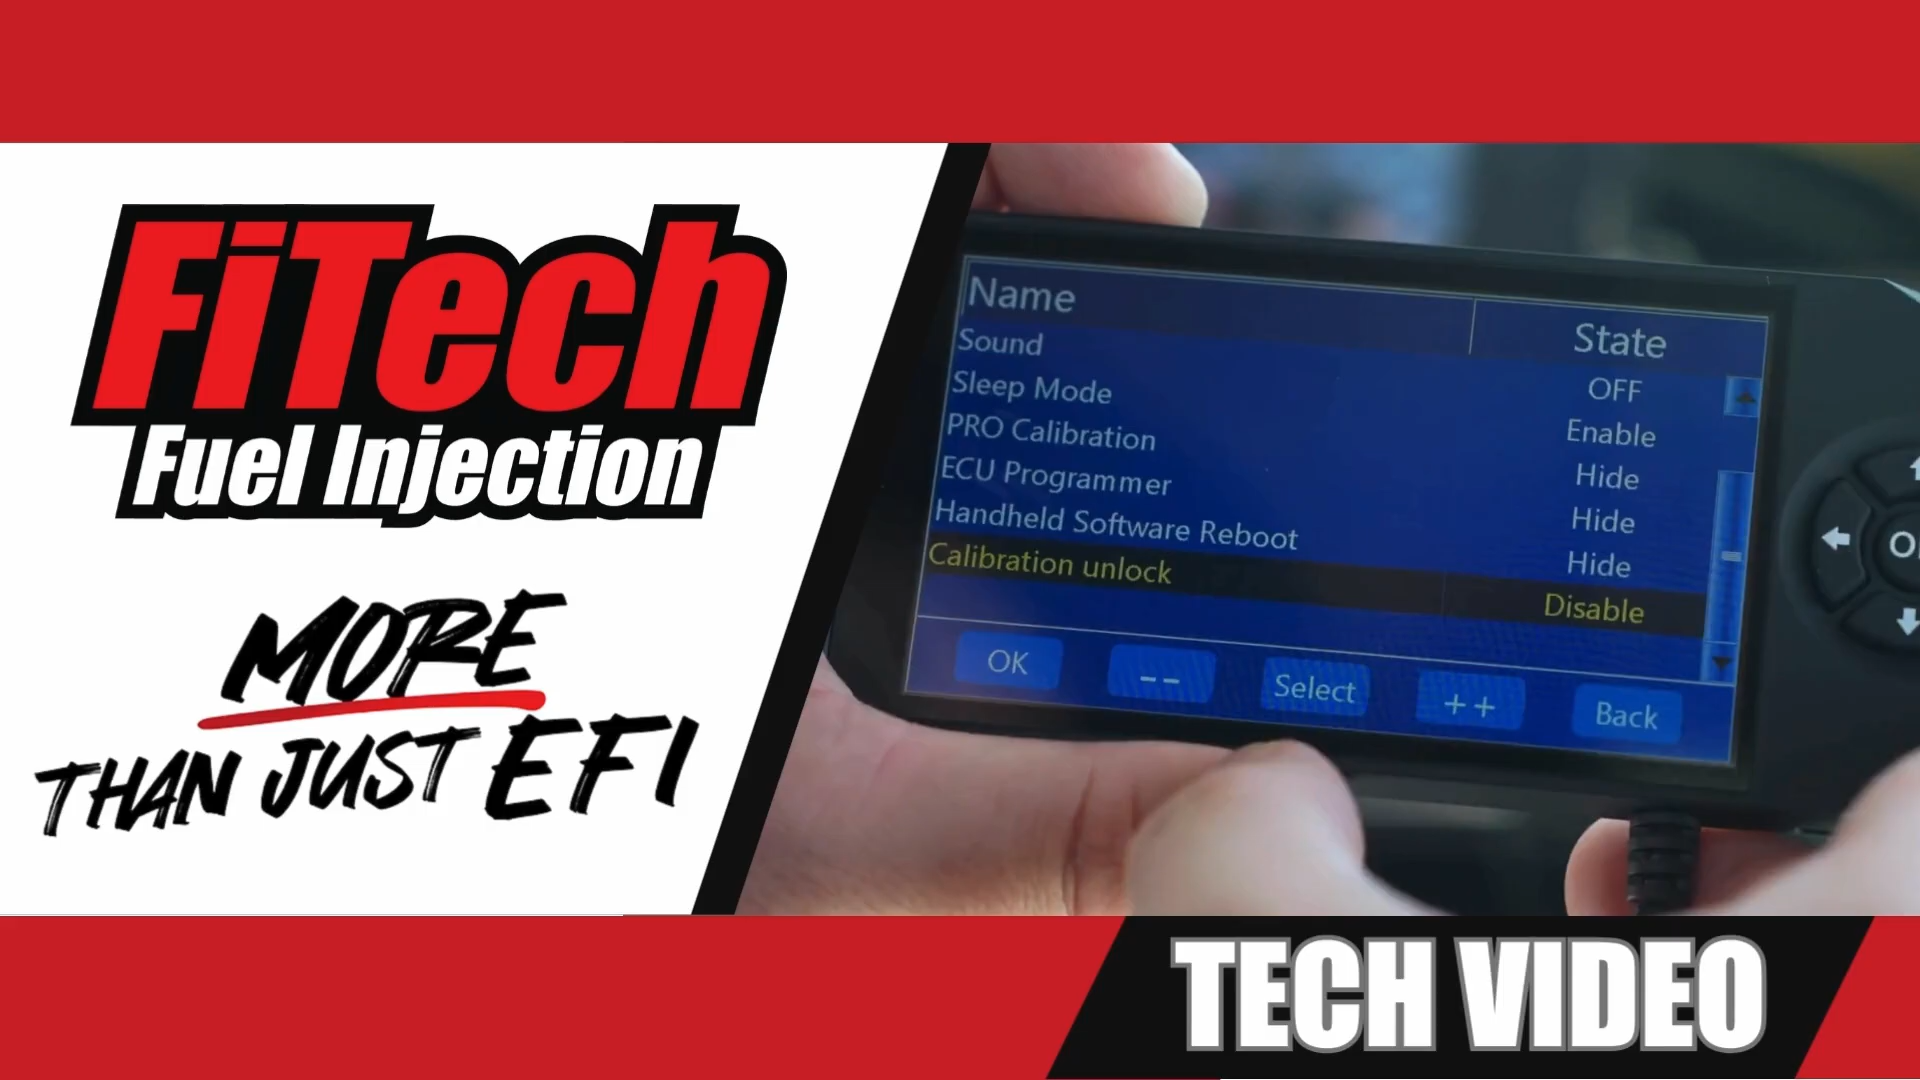 FiTech
Fuel Injection
MORE
THAN JUST EFI
Name State
Sound OFF
Sleep Mode Enable
PRO Calibration Hide
ECU Programmer Hide
Handheld Software Reboot Hide
Calibration unlock Disable
OK -- Select ++ Back
TECH VIDEO